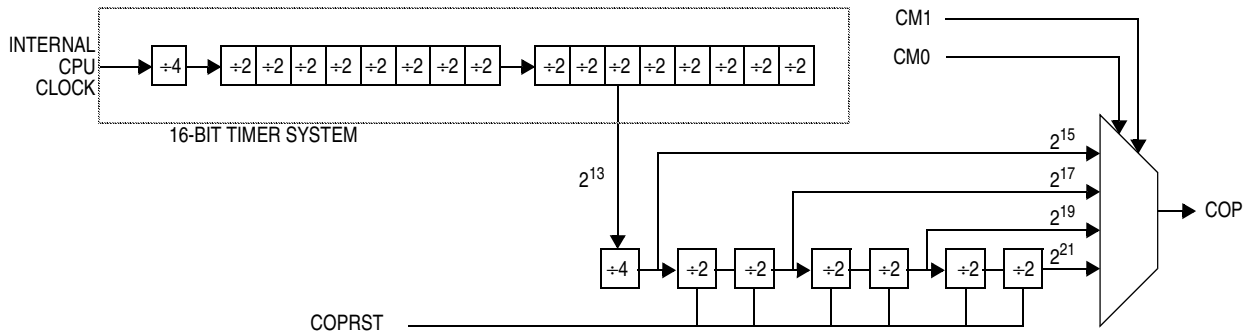 CM1
INTERNAL
CPU
CLOCK
÷4 ÷2 ÷2 ÷2 ÷2 ÷2 ÷2 ÷2 ÷2 ÷2 ÷2 ÷2 ÷2 ÷2 ÷2 ÷2 ÷2
CM0
16-BIT TIMER SYSTEM
2^15
2^13
2^17
COP
2^19
2^21
÷4 ÷2 ÷2 ÷2 ÷2 ÷2 ÷2
COPRST